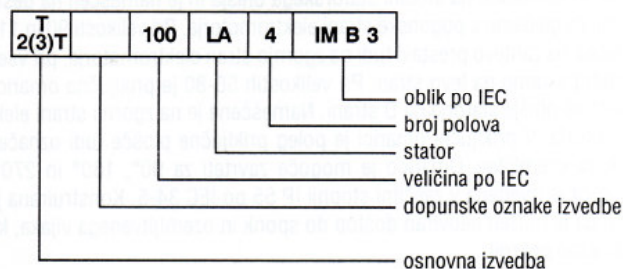 T
2(3)T 100 LA 4 IM B 3
oblik po IEC
broj polova
stator
veličina po IEC
dopunske oznake izvedbe
osnovna izvedba